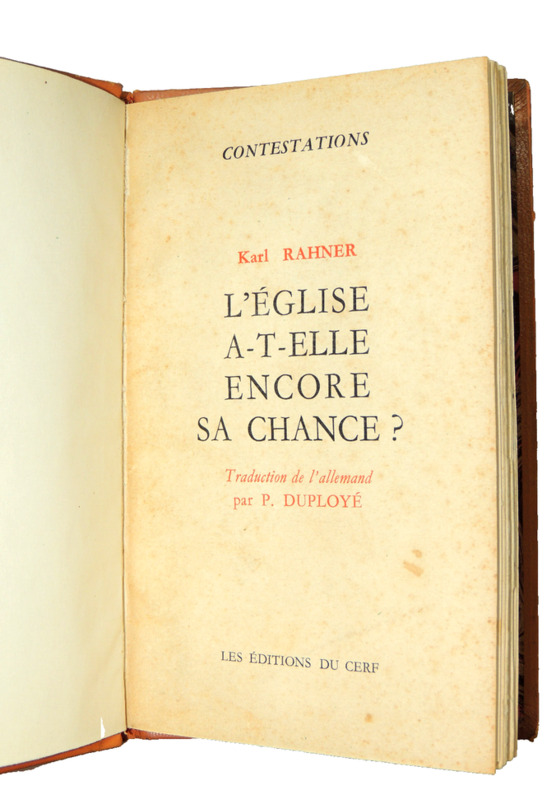 CONTESTATIONS
Karl RAHNER
L'ÉGLISE
A-T-ELLE
ENCORE
SA CHANCE ?
Traduction de l'allemand
par P. DUPLOYÉ
LES ÉDITIONS DU CERF